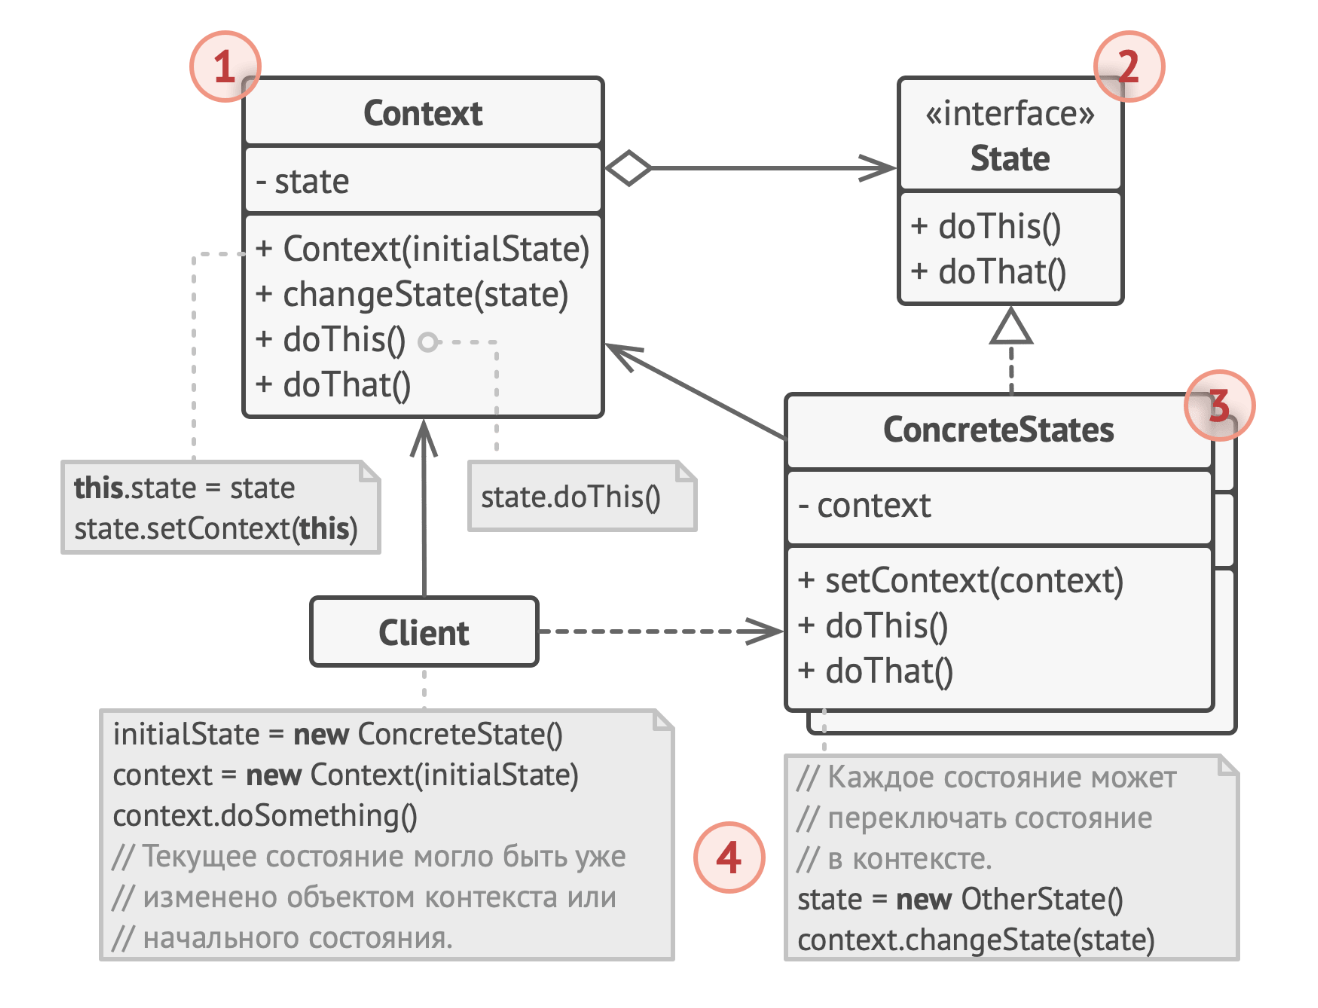 1
Context
- state
+ Context(initialState)
+ changeState(state)
+ doThis()
+ doThat()
2
«interface»
State
+ doThis()
+ doThat()
3
ConcreteStates
- context
+ setContext(context)
+ doThis()
+ doThat()
this.state = state
state.setContext(this)
state.doThis()
Client
initialState = new ConcreteState()
context = new Context(initialState)
context.doSomething()
// Текущее состояние могло быть уже
// изменено объектом контекста или
// начального состояния.
4
// Каждое состояние может
// переключать состояние
// в контексте.
state = new OtherState()
context.changeState(state)